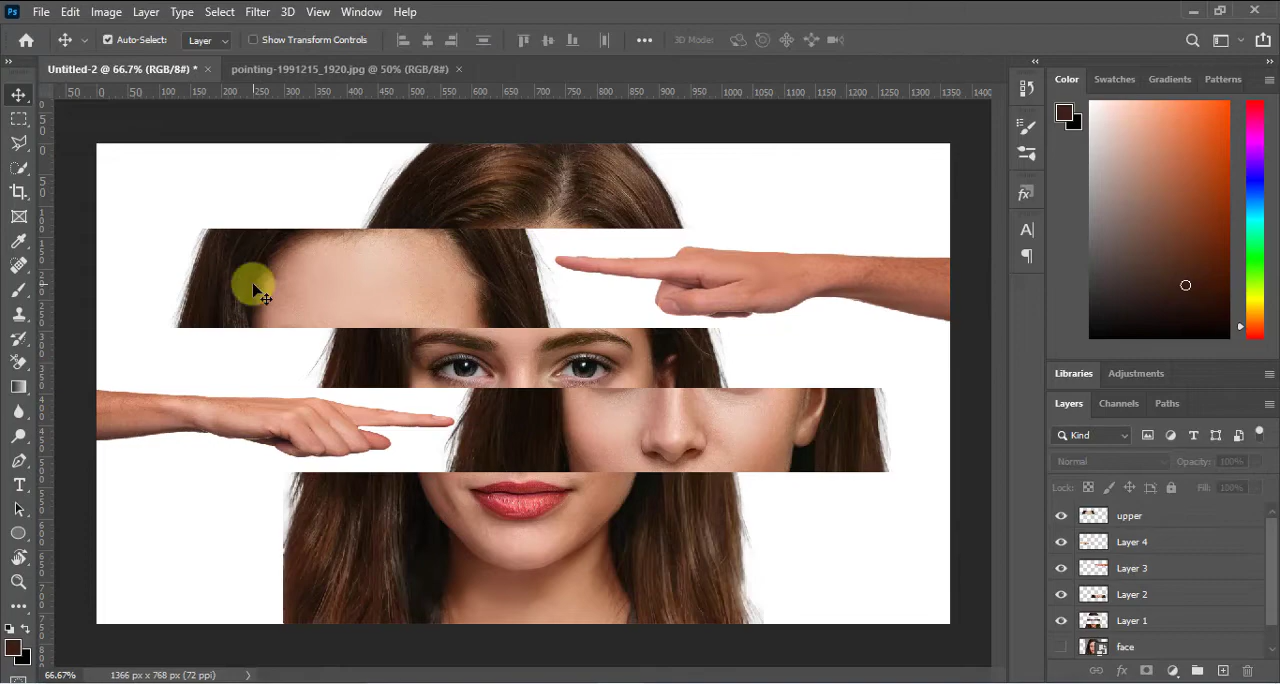 Ps File Edit Image Layer Type Select Filter 3D View Window Help
Auto-Select: Layer Show Transform Controls 3D Mode:
Untitled-2 @ 66.7% (RGB/8#) * × pointing-1991215_1920.jpg @ 50% (RGB/8#) ×
50 0 50 100 150 200 250 300 350 400 450 500 550 600 650 700 750 800 850 900 950 1000 1050 1100 1150 1200 1250 1300 1350 1400
Color Swatches Gradients Patterns
Libraries Adjustments
Layers Channels Paths
Kind
Normal Opacity: 100%
Lock: Fill: 100%
upper
Layer 4
Layer 3
Layer 2
Layer 1
face
66.67% 1366 px x 768 px (72 ppi)